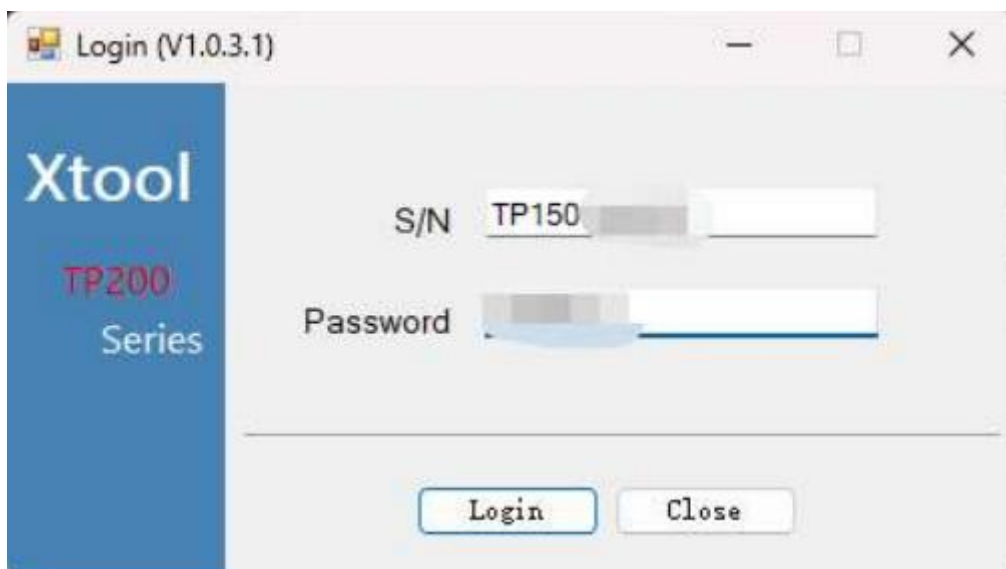 Login (V1.0.3.1)
Xtool
TP200
Series
S/N
TP150
Password
Login
Close